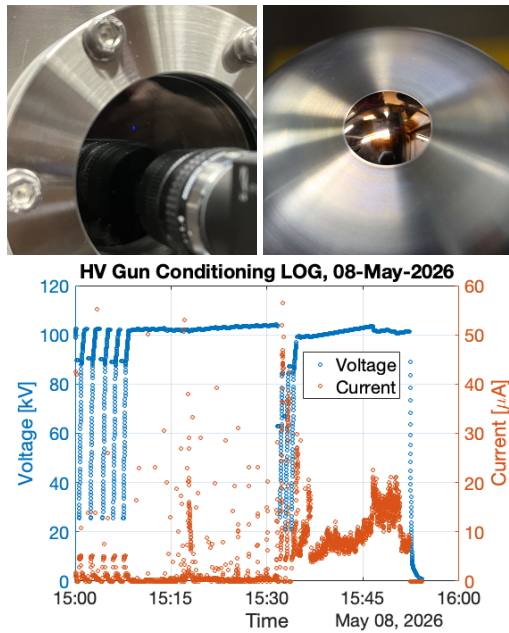 HV Gun Conditioning LOG, 08-May-2026
120
100
80
60
40
20
0
Voltage [kV]
60
50
40
30
20
10
0
Current [μA]
Voltage
Current
15:00
15:15
15:30
15:45
16:00
Time
May 08, 2026